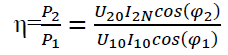 η=P₂/P₁ = U₂₀I₂Ncos(φ₂)/U₁₀I₁₀cos(φ₁)